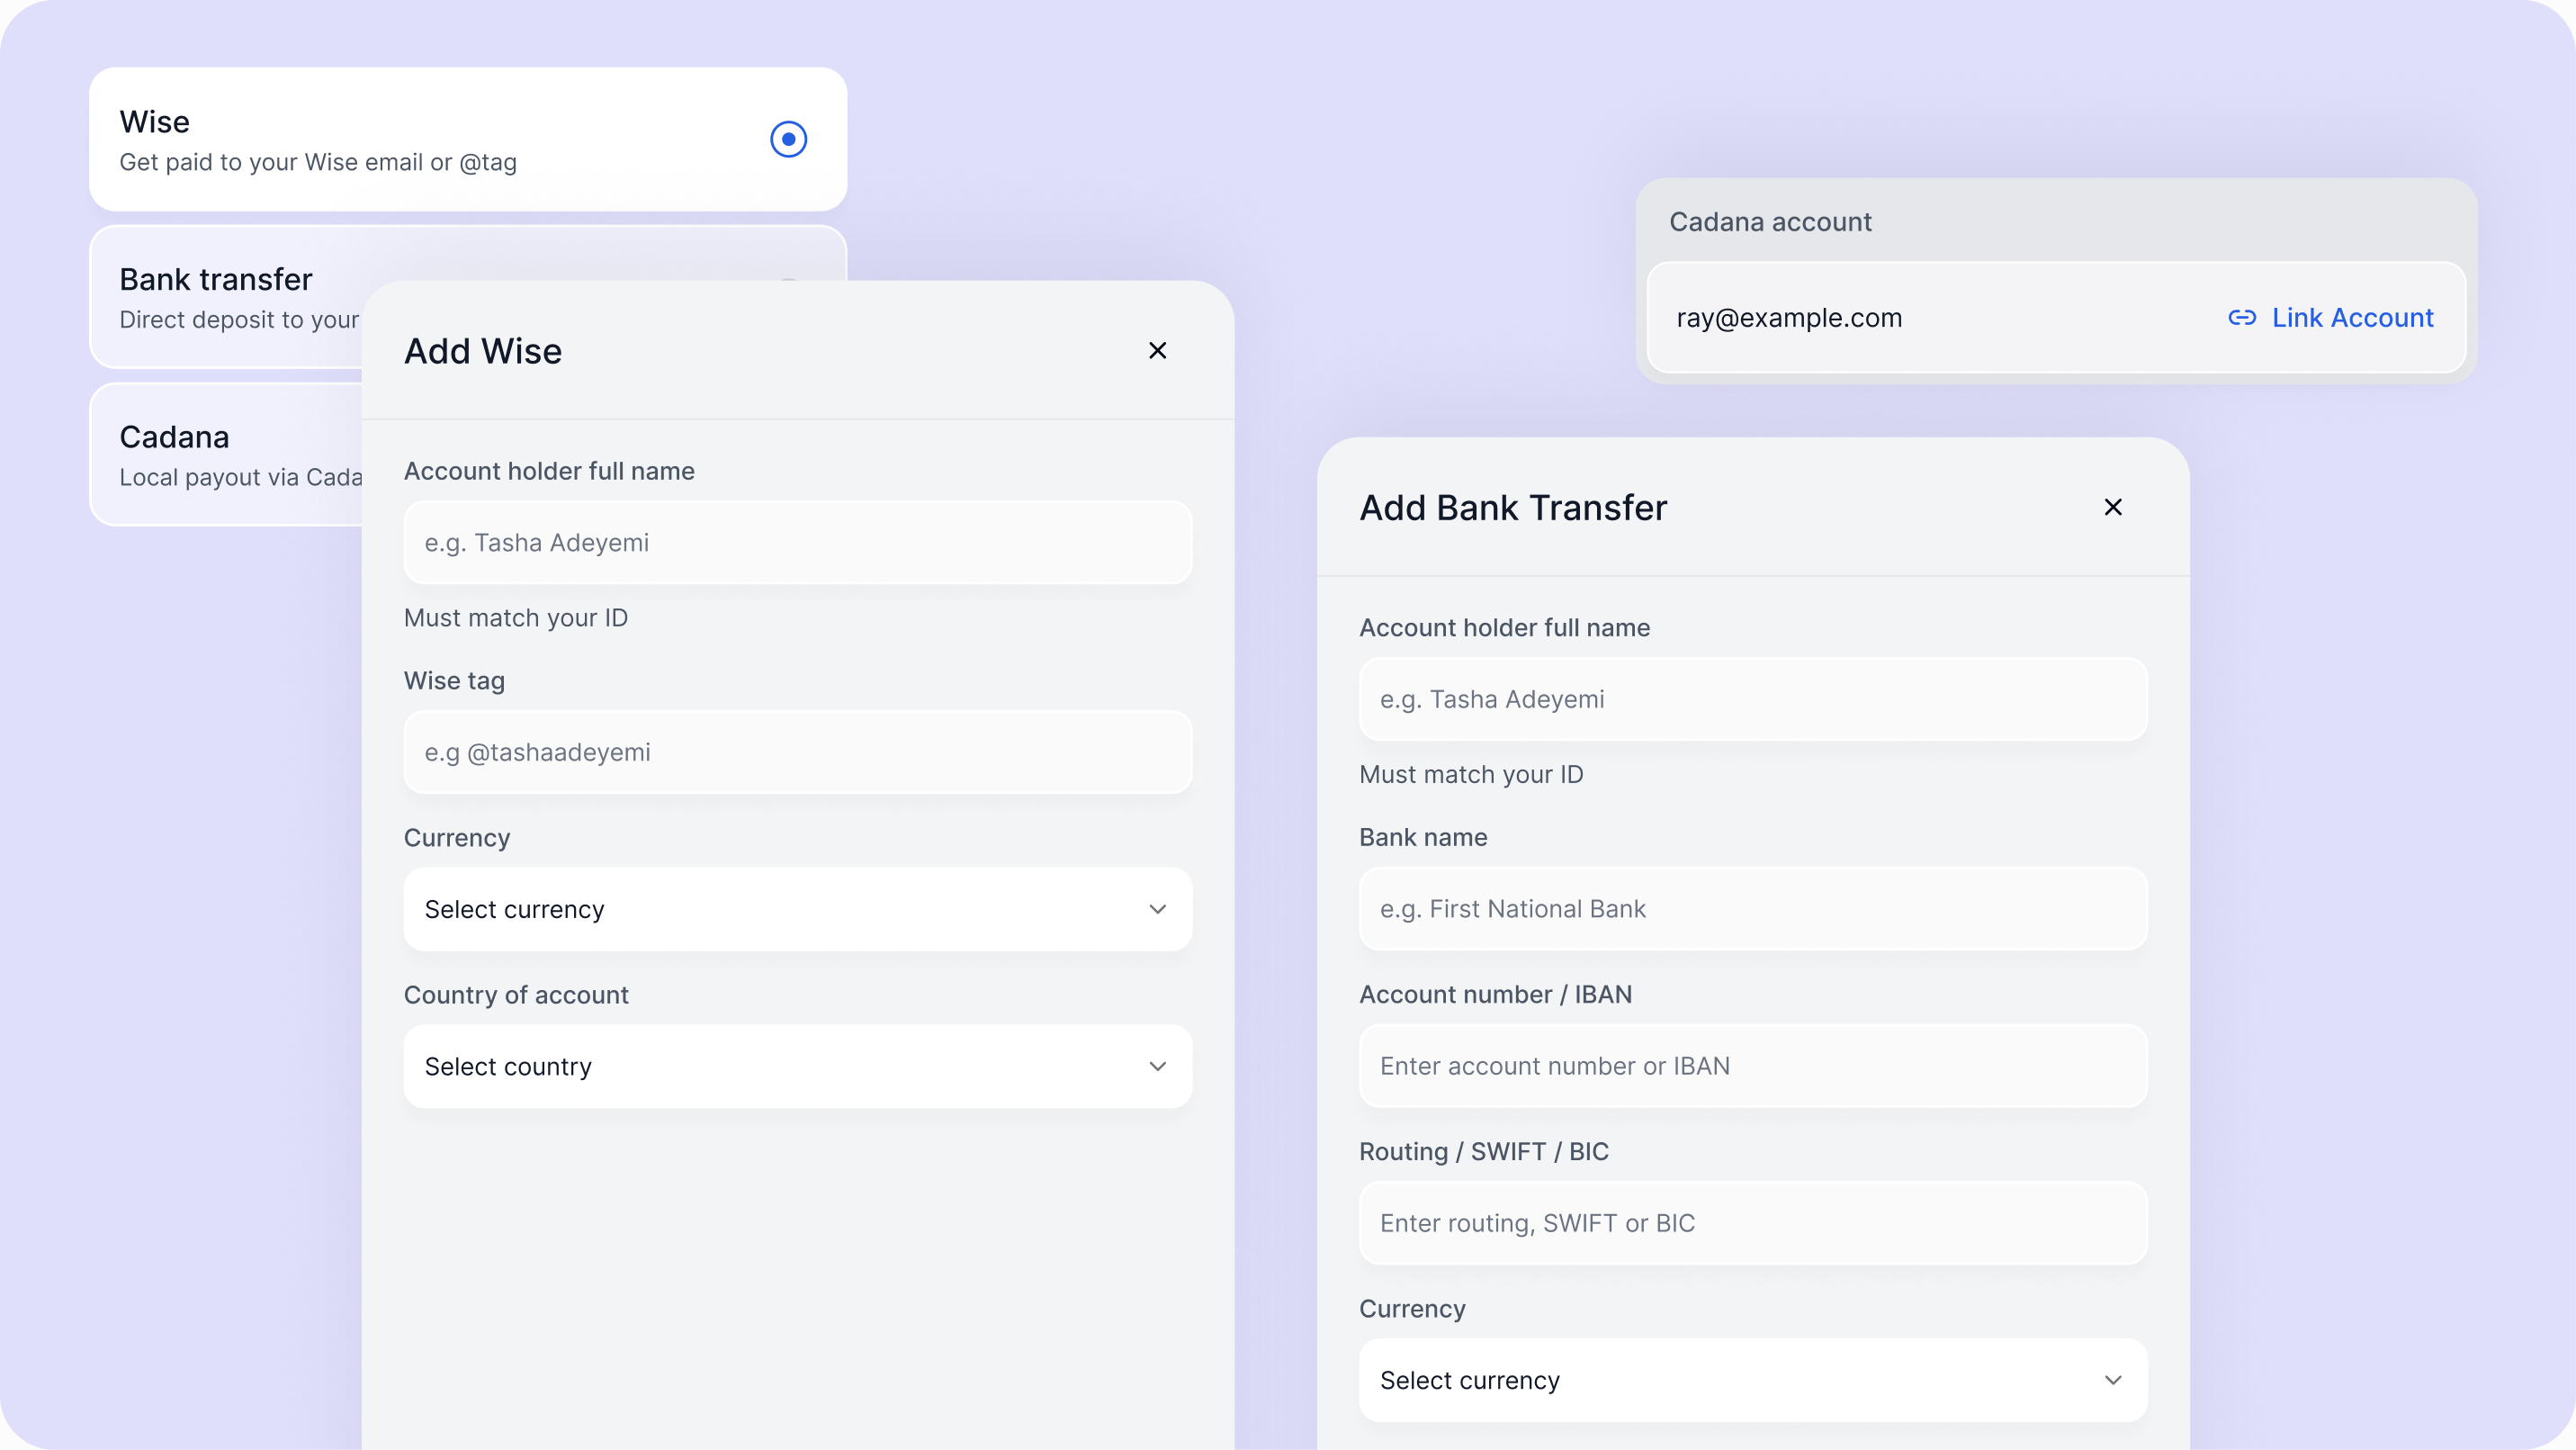 Wise
Get paid to your Wise email or @tag
Bank transfer
Direct deposit to your
Cadana
Local payout via
Add Wise
Account holder full name
e.g. Tasha Adeyemi
Must match your ID
Wise tag
e.g @tashaadeyemi
Currency
Select currency
Country of account
Select country
Cadana account
ray@example.com
Link Account
Add Bank Transfer
Account holder full name
e.g. Tasha Adeyemi
Must match your ID
Bank name
e.g. First National Bank
Account number / IBAN
Enter account number or IBAN
Routing / SWIFT / BIC
Enter routing, SWIFT or BIC
Currency
Select currency